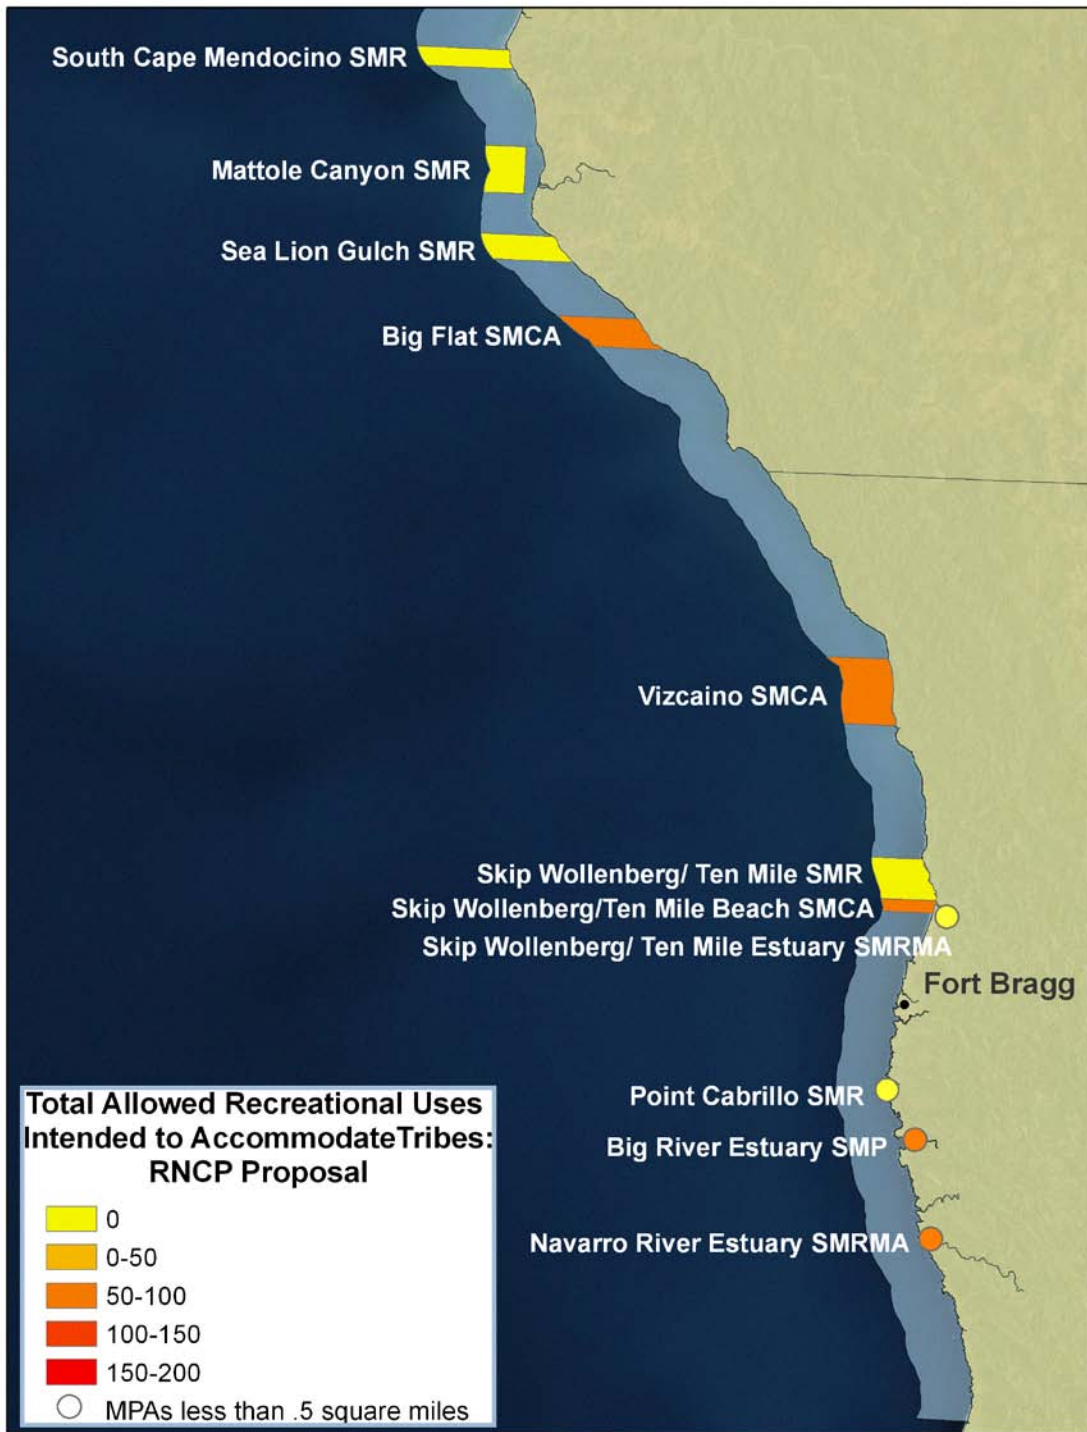 South Cape Mendocino SMR
Mattole Canyon SMR
Sea Lion Gulch SMR
Big Flat SMCA
Vizcaino SMCA
Skip Wollenberg/ Ten Mile SMR
Skip Wollenberg/Ten Mile Beach SMCA
Skip Wollenberg/ Ten Mile Estuary SMRMA
Fort Bragg
Point Cabrillo SMR
Big River Estuary SMP
Navarro River Estuary SMRMA
Total Allowed Recreational Uses
Intended to AccommodateTribes:
RNCP Proposal
0
0-50
50-100
100-150
150-200
MPAs less than .5 square miles